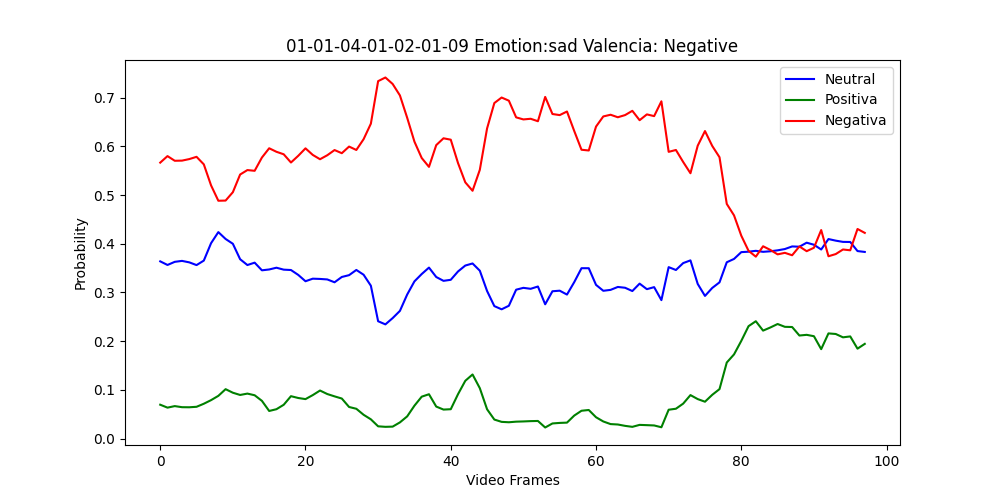 01-01-04-01-02-01-09 Emotion:sad Valencia: Negative
Neutral
Positiva
Negativa
0.7
0.6
0.5
0.4
0.3
0.2
0.1
0.0
Probability
0 20 40 60 80 100
Video Frames